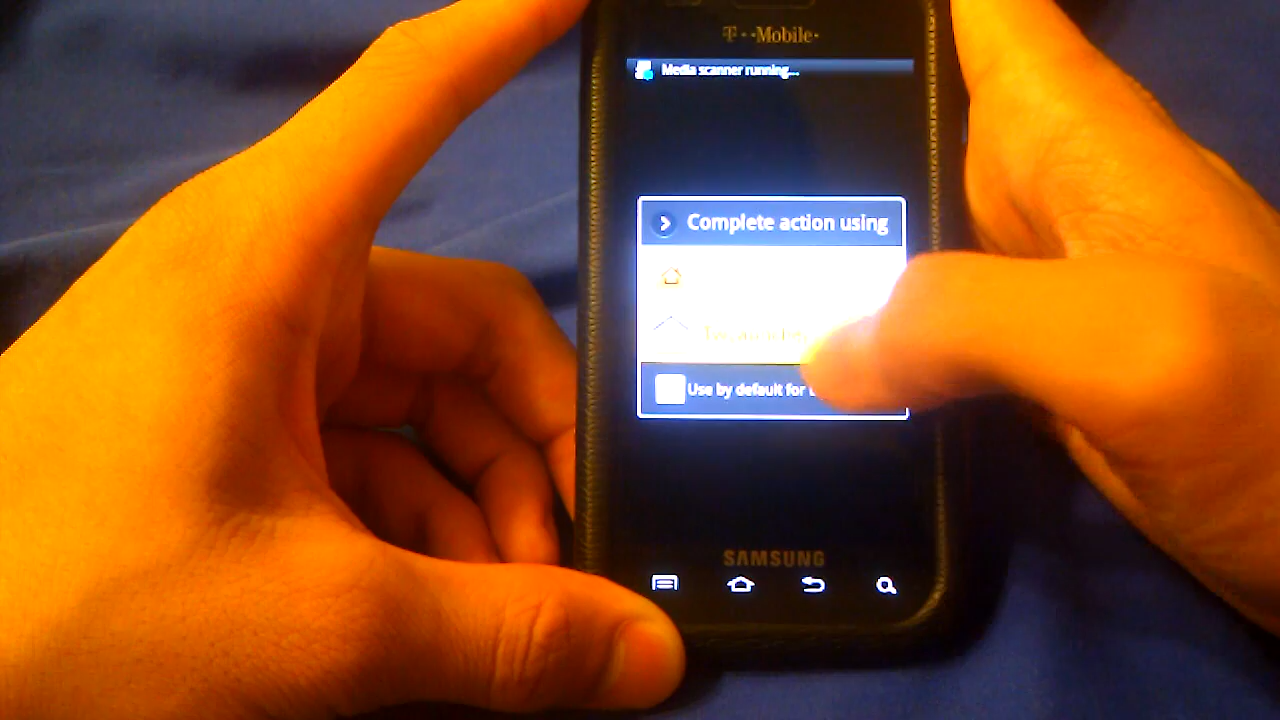 T··Mobile·
Media scanner running...
Complete action using
Use by default for
SAMSUNG